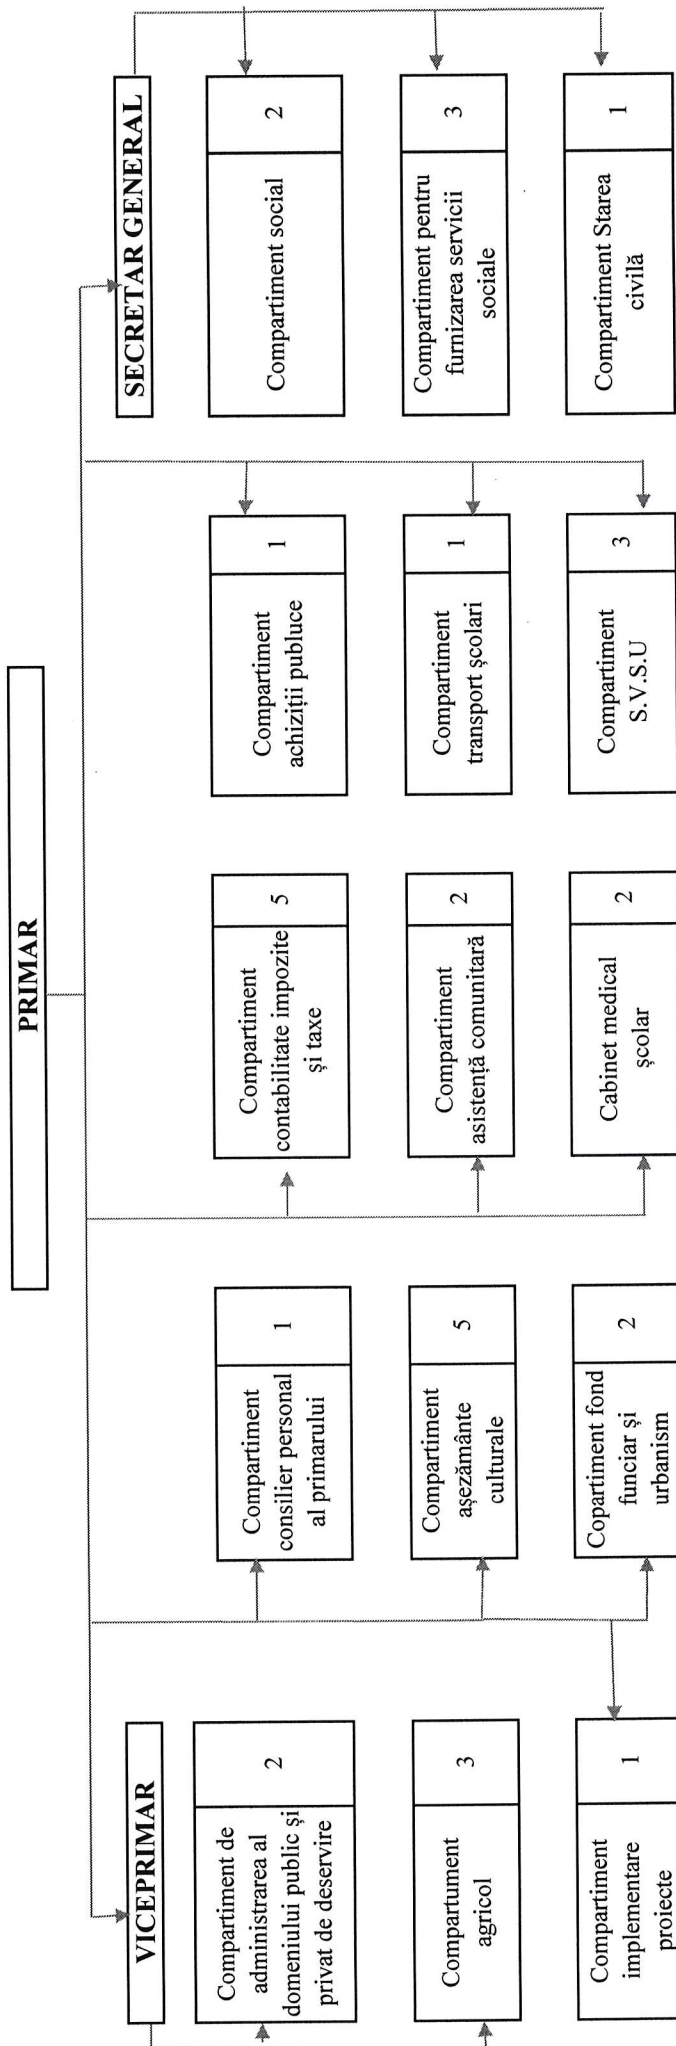 PRIMAR
VICEPRIMAR
SECRETAR GENERAL
Compartiment de
administrarea al
domeniului public și
privat de deservire
2
Compartiment
consilier personal
al primarului
1
Compartiment
contabilitate impozite
și taxe
5
Compartiment
achiziții publuce
1
Compartiment social
2
Compartument
agricol
3
Compartiment
așezăminte
culturale
5
Compartiment
asistență comunitară
2
Compartiment
transport școlari
1
Compartiment pentru
furnizarea servicii
sociale
3
Compartiment
implementare
proiecte
1
Copartiment fond
funciar și
urbanism
2
Cabinet medical
școlar
2
Compartiment
S.V.S.U
3
Compartiment Starea
civilă
1